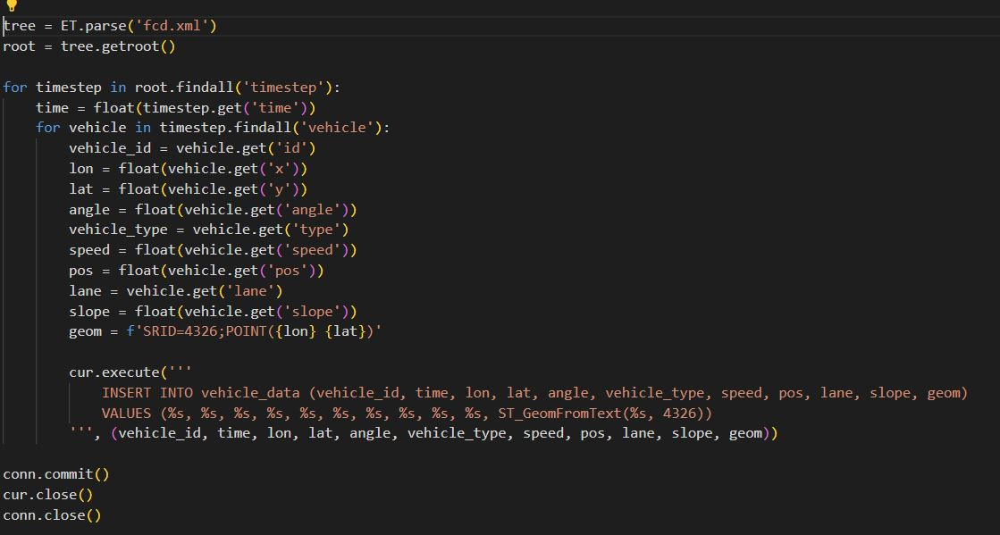 tree = ET.parse('fcd.xml')
root = tree.getroot()
for timestep in root.findall('timestep'):
    time = float(timestep.get('time'))
    for vehicle in timestep.findall('vehicle'):
        vehicle_id = vehicle.get('id')
        lon = float(vehicle.get('x'))
        lat = float(vehicle.get('y'))
        angle = float(vehicle.get('angle'))
        vehicle_type = vehicle.get('type')
        speed = float(vehicle.get('speed'))
        pos = float(vehicle.get('pos'))
        lane = vehicle.get('lane')
        slope = float(vehicle.get('slope'))
        geom = f'SRID=4326;POINT({lon} {lat})'
        cur.execute('''
            INSERT INTO vehicle_data (vehicle_id, time, lon, lat, angle, vehicle_type, speed, pos, lane, slope, geom)
            VALUES (%s, %s, %s, %s, %s, %s, %s, %s, %s, %s, ST_GeomFromText(%s, 4326))
        ''', (vehicle_id, time, lon, lat, angle, vehicle_type, speed, pos, lane, slope, geom))
conn.commit()
cur.close()
conn.close()